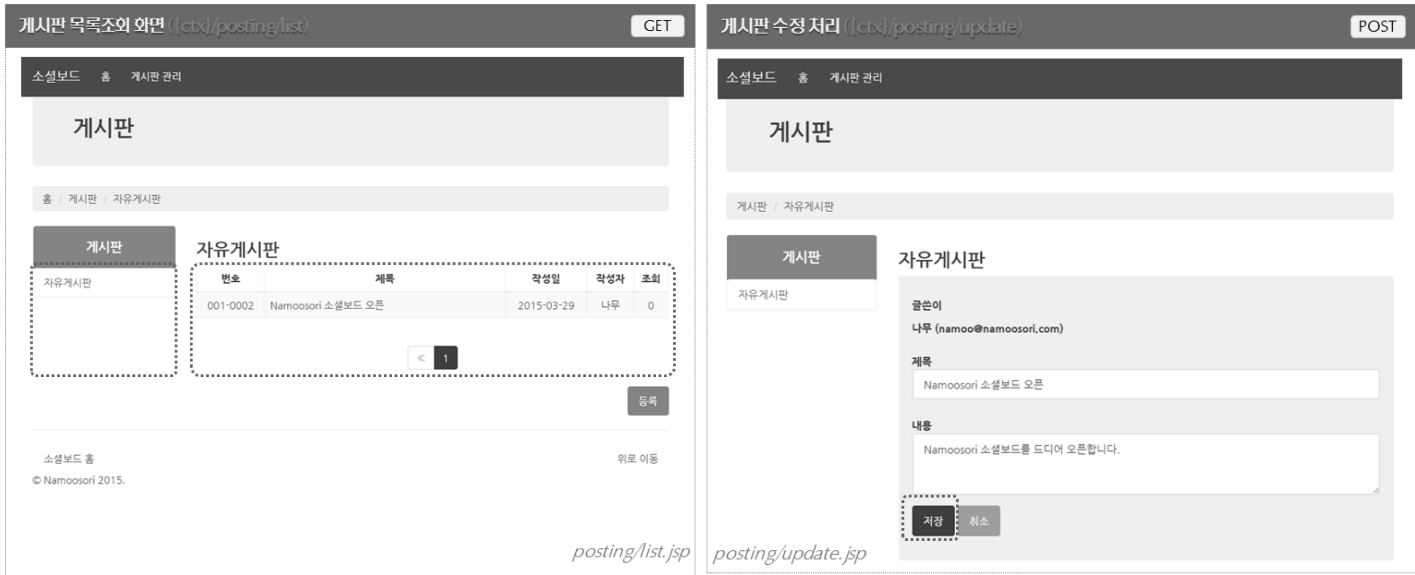 게시판 목록조회 화면 ({ctx}/posting/list)
GET
소셜보드 홈 게시판 관리
게시판
홈 / 게시판 / 자유게시판
게시판
자유게시판
자유게시판
번호 제목 작성일 작성자 조회
001-0002 Namoosori 소셜보드 오픈 2015-03-29 나무 0
< 1
등록
소셜보드 홈
위로 이동
© Namoosori 2015.
posting/list.jsp
게시판 수정 처리 ({ctx}/posting/update)
POST
소셜보드 홈 게시판 관리
게시판
게시판 / 자유게시판
게시판
자유게시판
자유게시판
글쓴이
나무 (namoo@namoosori.com)
제목
Namoosori 소셜보드 오픈
내용
Namoosori 소셜보드를 드디어 오픈합니다.
저장 취소
posting/update.jsp